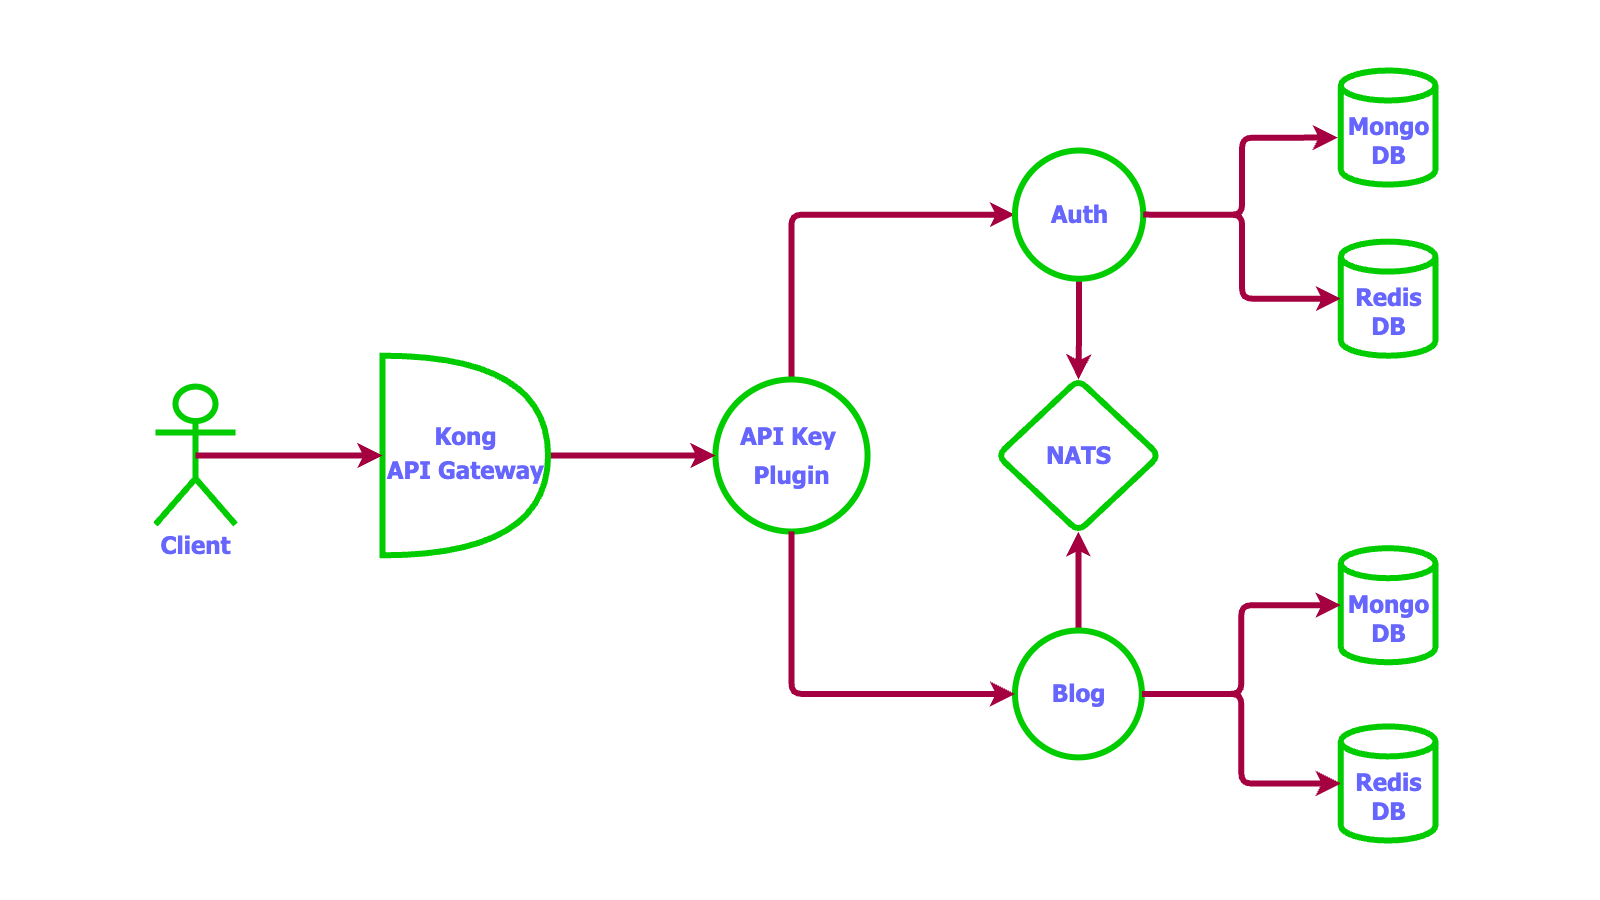 Client
Kong
API Gateway
API Key
Plugin
Auth
NATS
Blog
Mongo
DB
Redis
DB
Mongo
DB
Redis
DB